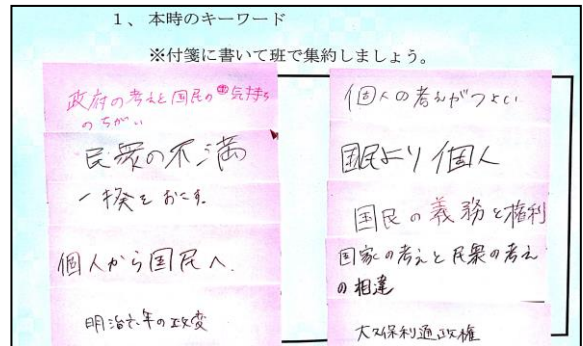 1、本時のキーワード
※付箋に書いて班で集約しましょう。
政府の考えと国民の気持ち
のちがい
民衆の不満
一揆をおこす。
個人から国民へ
明治六年の政変
個人の考えがつよい
国民より個人
国民の義務と権利
国家の考えと民衆の考え
の相違
大久保利通政権